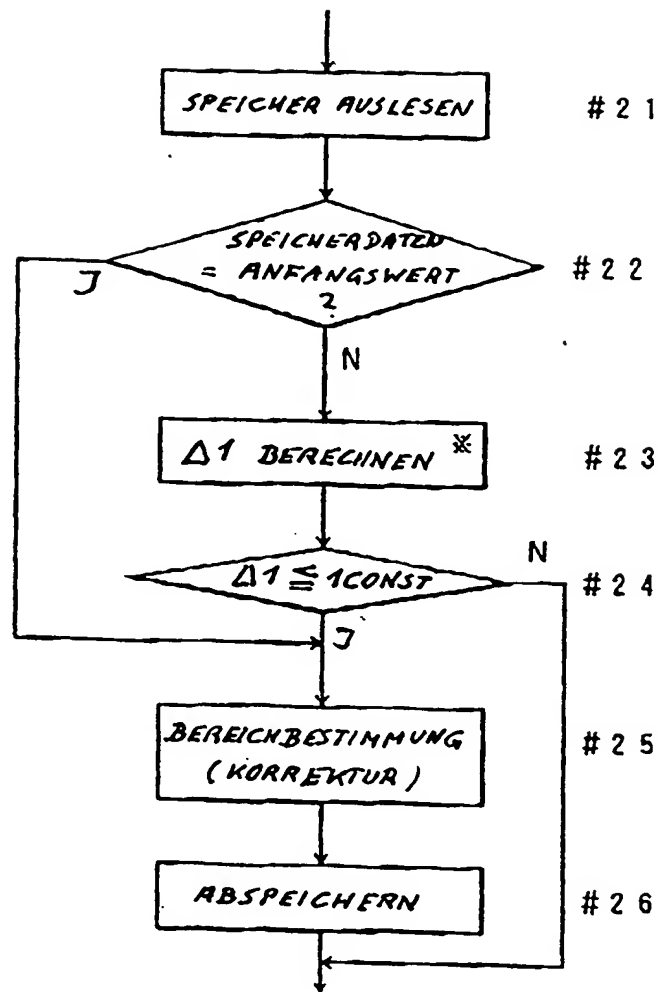 SPEICHER AUSLESEN #21
SPEICHERDATEN
= ANFANGSWERT
?
#22
J
N
Δ1 BERECHNEN ※ #23
N
Δ1 ≦ 1CONST #24
J
BEREICHBESTIMMUNG
(KORREKTUR)
#25
ABSPEICHERN #26